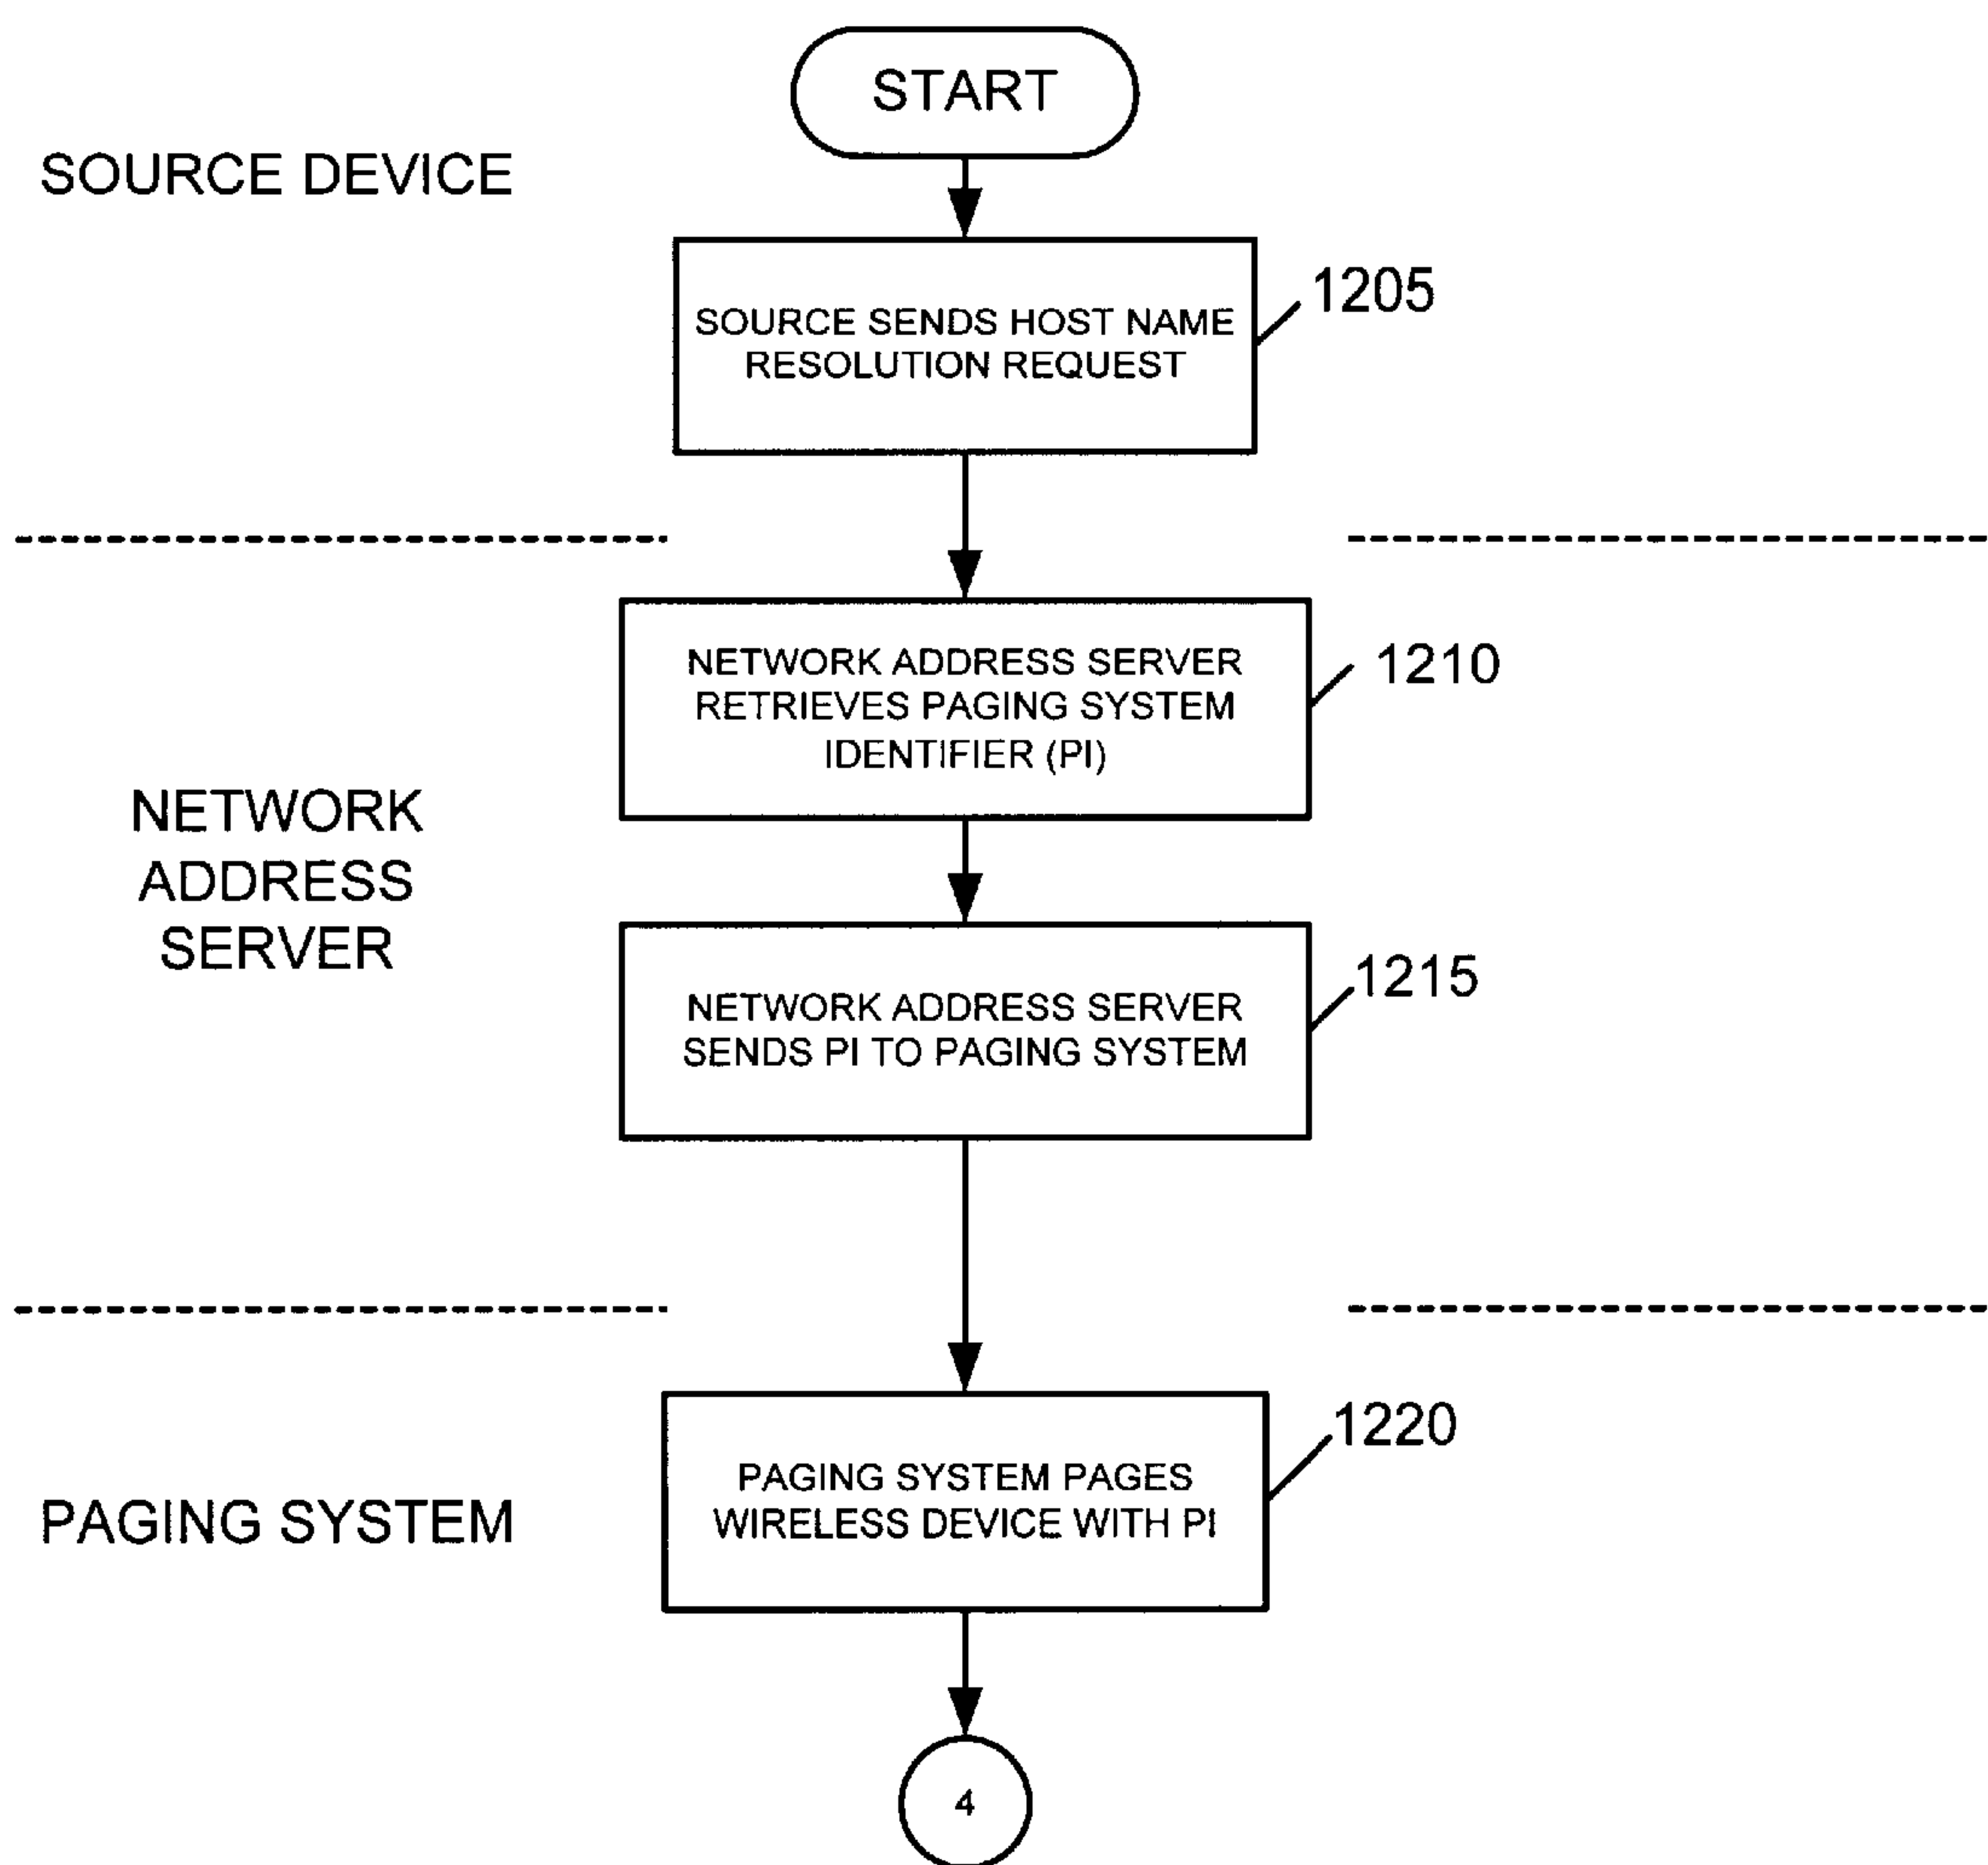 START
SOURCE DEVICE
SOURCE SENDS HOST NAME
RESOLUTION REQUEST
1205
NETWORK ADDRESS SERVER
RETRIEVES PAGING SYSTEM
IDENTIFIER (PI)
1210
NETWORK
ADDRESS
SERVER
NETWORK ADDRESS SERVER
SENDS PI TO PAGING SYSTEM
1215
PAGING SYSTEM PAGES
WIRELESS DEVICE WITH PI
1220
PAGING SYSTEM
4